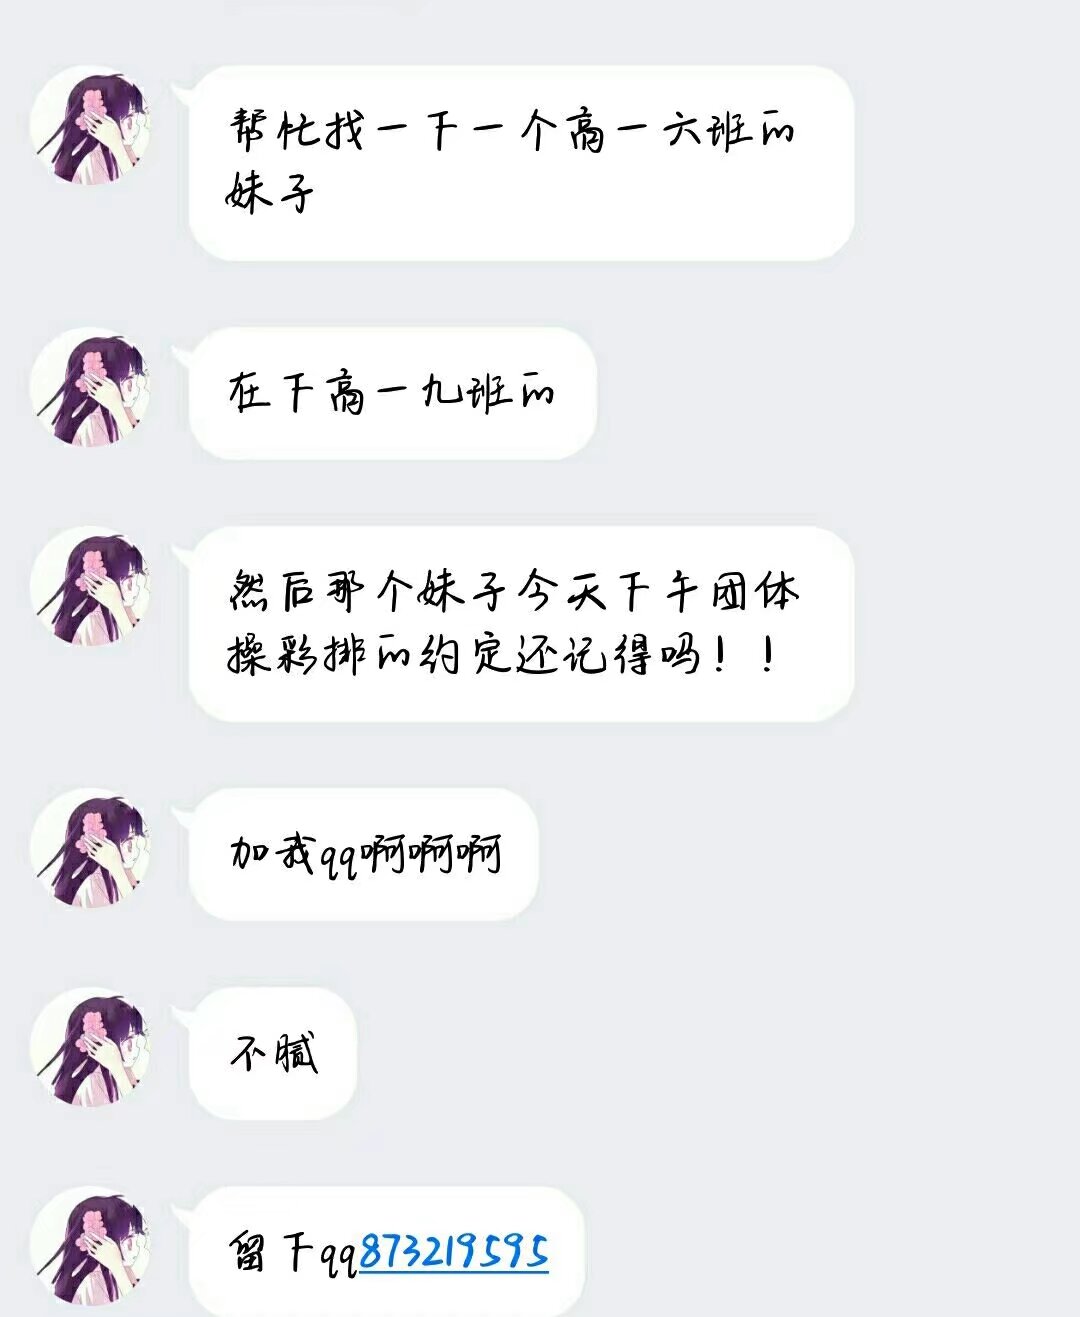 帮忙找一下一个高一六班的
妹子
在下高一九班的
然后那个妹子今天下午团体
操彩排的约定还记得吗！！
加我qq啊啊啊
不腻
留下qq873219595